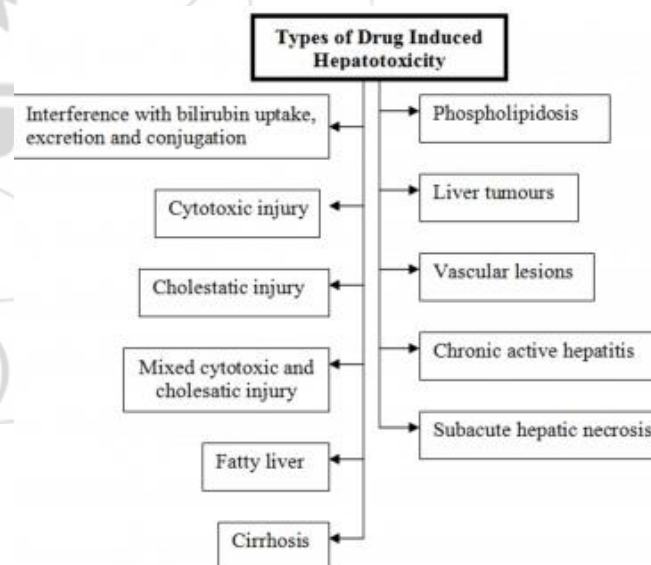 Types of Drug Induced
Hepatotoxicity
Interference with bilirubin uptake,
excretion and conjugation
Cytotoxic injury
Cholestatic injury
Mixed cytotoxic and
cholesatic injury
Fatty liver
Cirrhosis
Phospholipidosis
Liver tumours
Vascular lesions
Chronic active hepatitis
Subacute hepatic necrosis